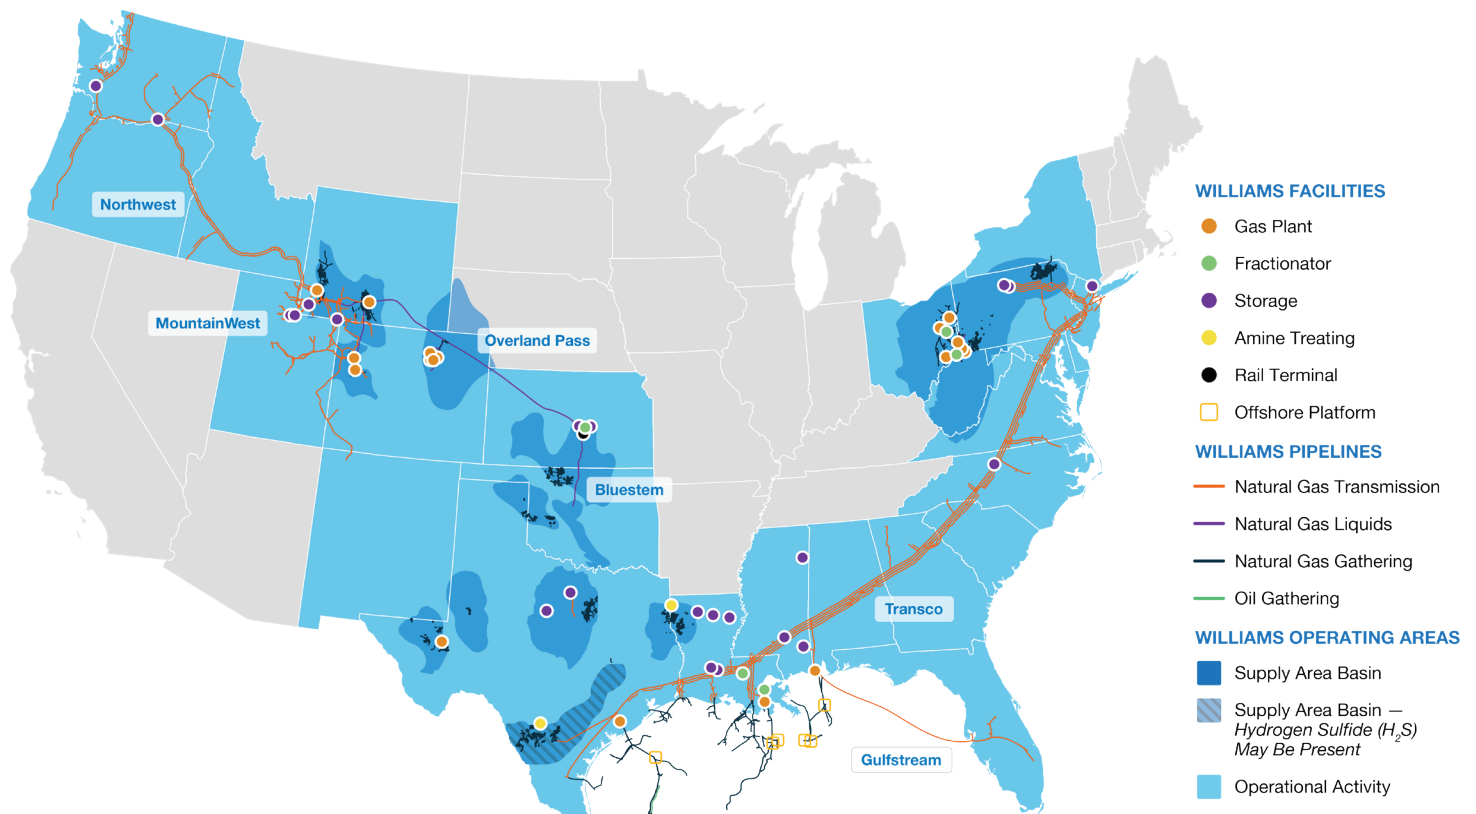 Northwest
MountainWest
Overland Pass
Bluestem
Transco
Gulfstream
WILLIAMS FACILITIES
Gas Plant
Fractionator
Storage
Amine Treating
Rail Terminal
Offshore Platform
WILLIAMS PIPELINES
Natural Gas Transmission
Natural Gas Liquids
Natural Gas Gathering
Oil Gathering
WILLIAMS OPERATING AREAS
Supply Area Basin
Supply Area Basin —
Hydrogen Sulfide (H₂S)
May Be Present
Operational Activity